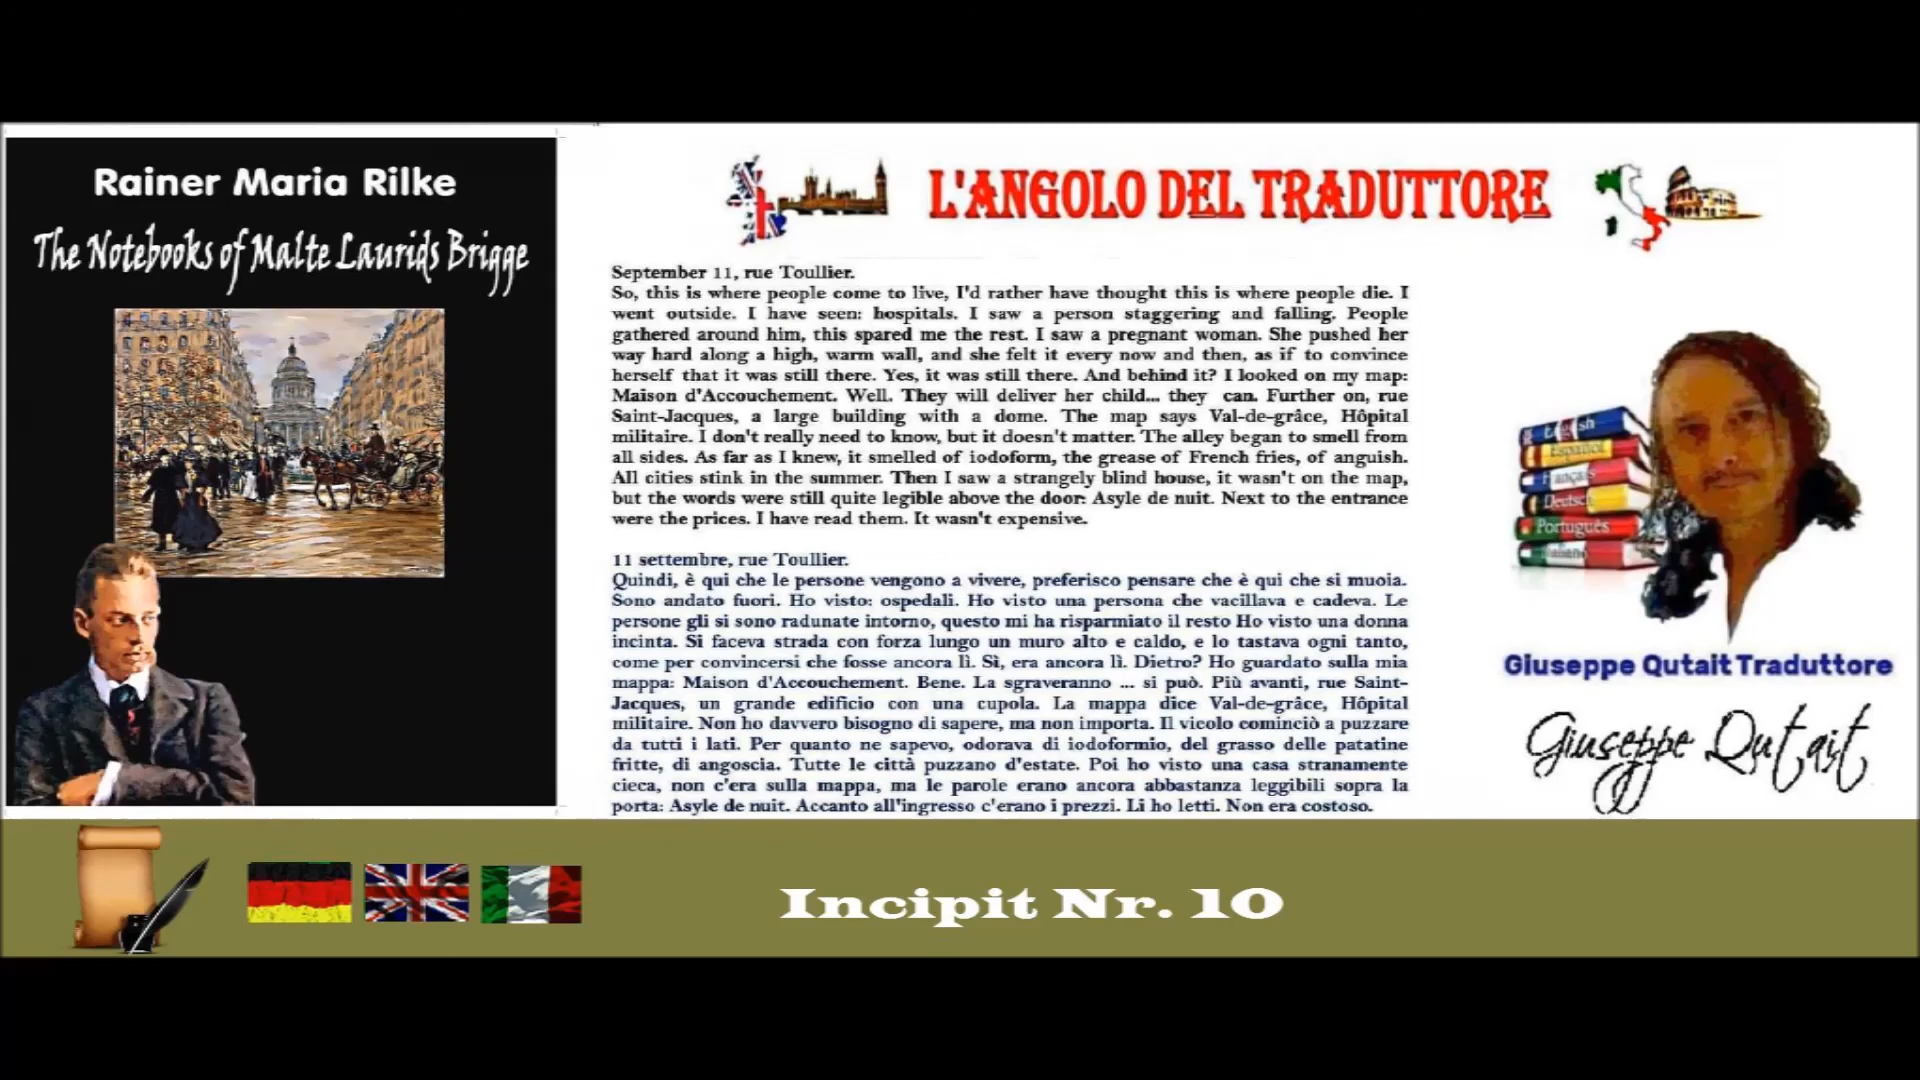 Rainer Maria Rilke
The Notebooks of Malte Laurids Brigge
L'ANGOLO DEL TRADUTTORE
September 11, rue Toullier.
So, this is where people come to live, I'd rather have thought this is where people die. I
went outside. I have seen: hospitals. I saw a person staggering and falling. People
gathered around him, this spared me the rest. I saw a pregnant woman. She pushed her
way hard along a high, warm wall, and she felt it every now and then, as if to convince
herself that it was still there. Yes, it was still there. And behind it? I looked on my map:
Maison d'Accouchement. Well. They will deliver her child... they can. Further on, rue
Saint-Jacques, a large building with a dome. The map says Val-de-grâce, Hôpital
militaire. I don't really need to know, but it doesn't matter. The alley began to smell from
all sides. As far as I knew, it smelled of iodoform, the grease of French fries, of anguish.
All cities stink in the summer. Then I saw a strangely blind house, it wasn't on the map,
but the words were still quite legible above the door: Asyle de nuit. Next to the entrance
were the prices. I have read them. It wasn't expensive.
11 settembre, rue Toullier.
Quindi, è qui che le persone vengono a vivere, preferisco pensare che è qui che si muoia.
Sono andato fuori. Ho visto: ospedali. Ho visto una persona che vacillava e cadeva. Le
persone gli si sono radunate intorno, questo mi ha risparmiato il resto Ho visto una donna
incinta. Si faceva strada con forza lungo un muro alto e caldo, e lo tastava ogni tanto,
come per convincersi che fosse ancora lì. Sì, era ancora lì. Dietro? Ho guardato sulla mia
mappa: Maison d'Accouchement. Bene. La sgraveranno ... si può. Più avanti, rue Saint-
Jacques, un grande edificio con una cupola. La mappa dice Val-de-grâce, Hôpital
militaire. Non ho davvero bisogno di sapere, ma non importa. Il vicolo cominciò a puzzare
da tutti i lati. Per quanto ne sapevo, odorava di iodoformio, del grasso delle patatine
fritte, di angoscia. Tutte le città puzzano d'estate. Poi ho visto una casa stranamente
cieca, non c'era sulla mappa, ma le parole erano ancora abbastanza leggibili sopra la
porta: Asyle de nuit. Accanto all'ingresso c'erano i prezzi. Li ho letti. Non era costoso.
English
Español
Français
Deutsch
Português
Giuseppe Qutait Traduttore
Giuseppe Qutait
Incipit Nr. 10